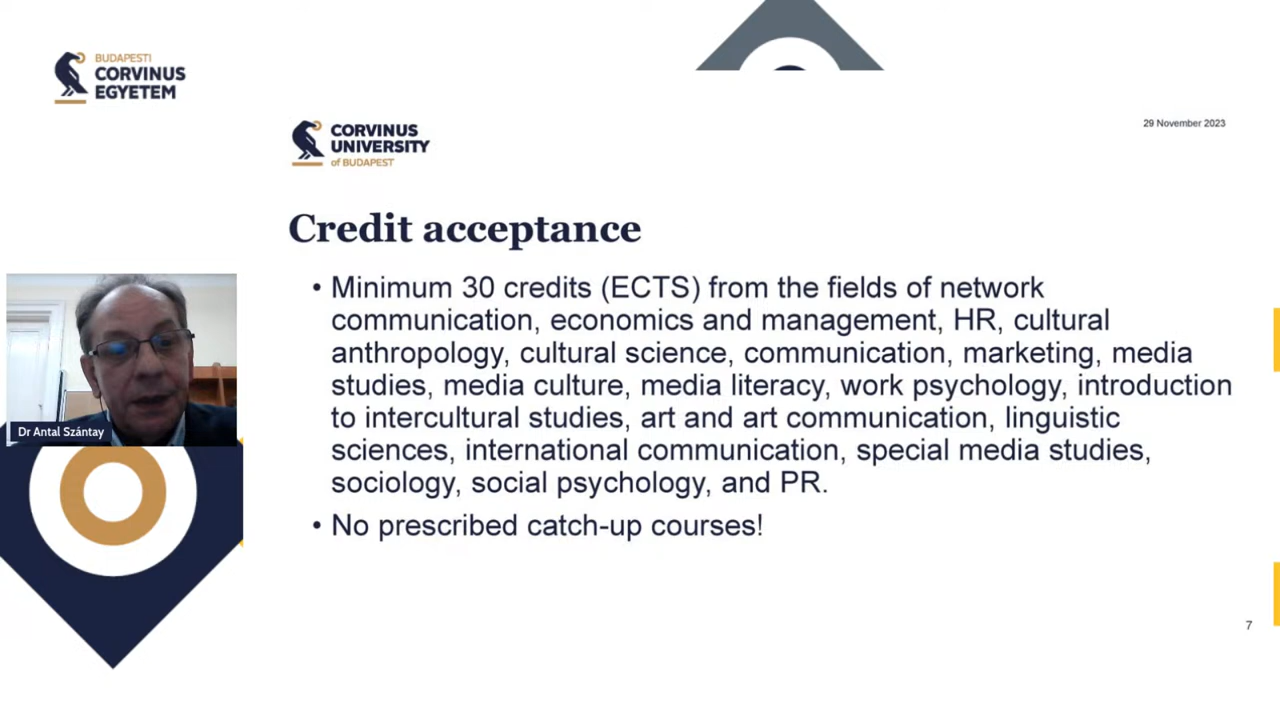 BUDAPESTI
CORVINUS
EGYETEM
CORVINUS
UNIVERSITY
of BUDAPEST
29 November 2023
Credit acceptance
• Minimum 30 credits (ECTS) from the fields of network
communication, economics and management, HR, cultural
anthropology, cultural science, communication, marketing, media
studies, media culture, media literacy, work psychology, introduction
to intercultural studies, art and art communication, linguistic
sciences, international communication, special media studies,
sociology, social psychology, and PR.
• No prescribed catch-up courses!
Dr Antal Szántay
7